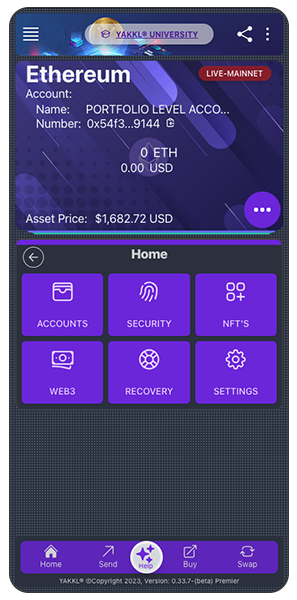 YAKKL® UNIVERSITY
Ethereum
LIVE-MAINNET
Account:
Name: PORTFOLIO LEVEL ACCO...
Number: 0x54f3...9144
0 ETH
0.00 USD
Asset Price: $1,682.72 USD
Home
ACCOUNTS SECURITY NFT'S
WEB3 RECOVERY SETTINGS
Home Send Help Buy Swap
YAKKL® ©Copyright 2023, Version: 0.33.7-(beta) Premier